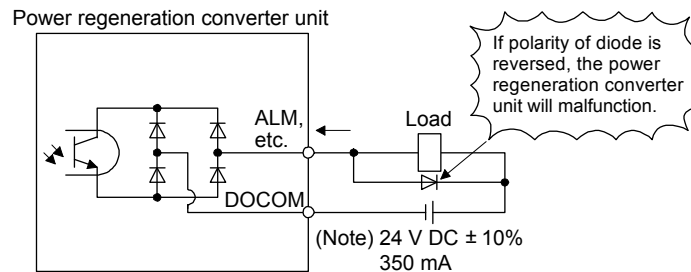 Power regeneration converter unit
If polarity of diode is
reversed, the power
regeneration converter
unit will malfunction.
ALM,
etc.
Load
DOCOM
(Note) 24 V DC ± 10%
350 mA